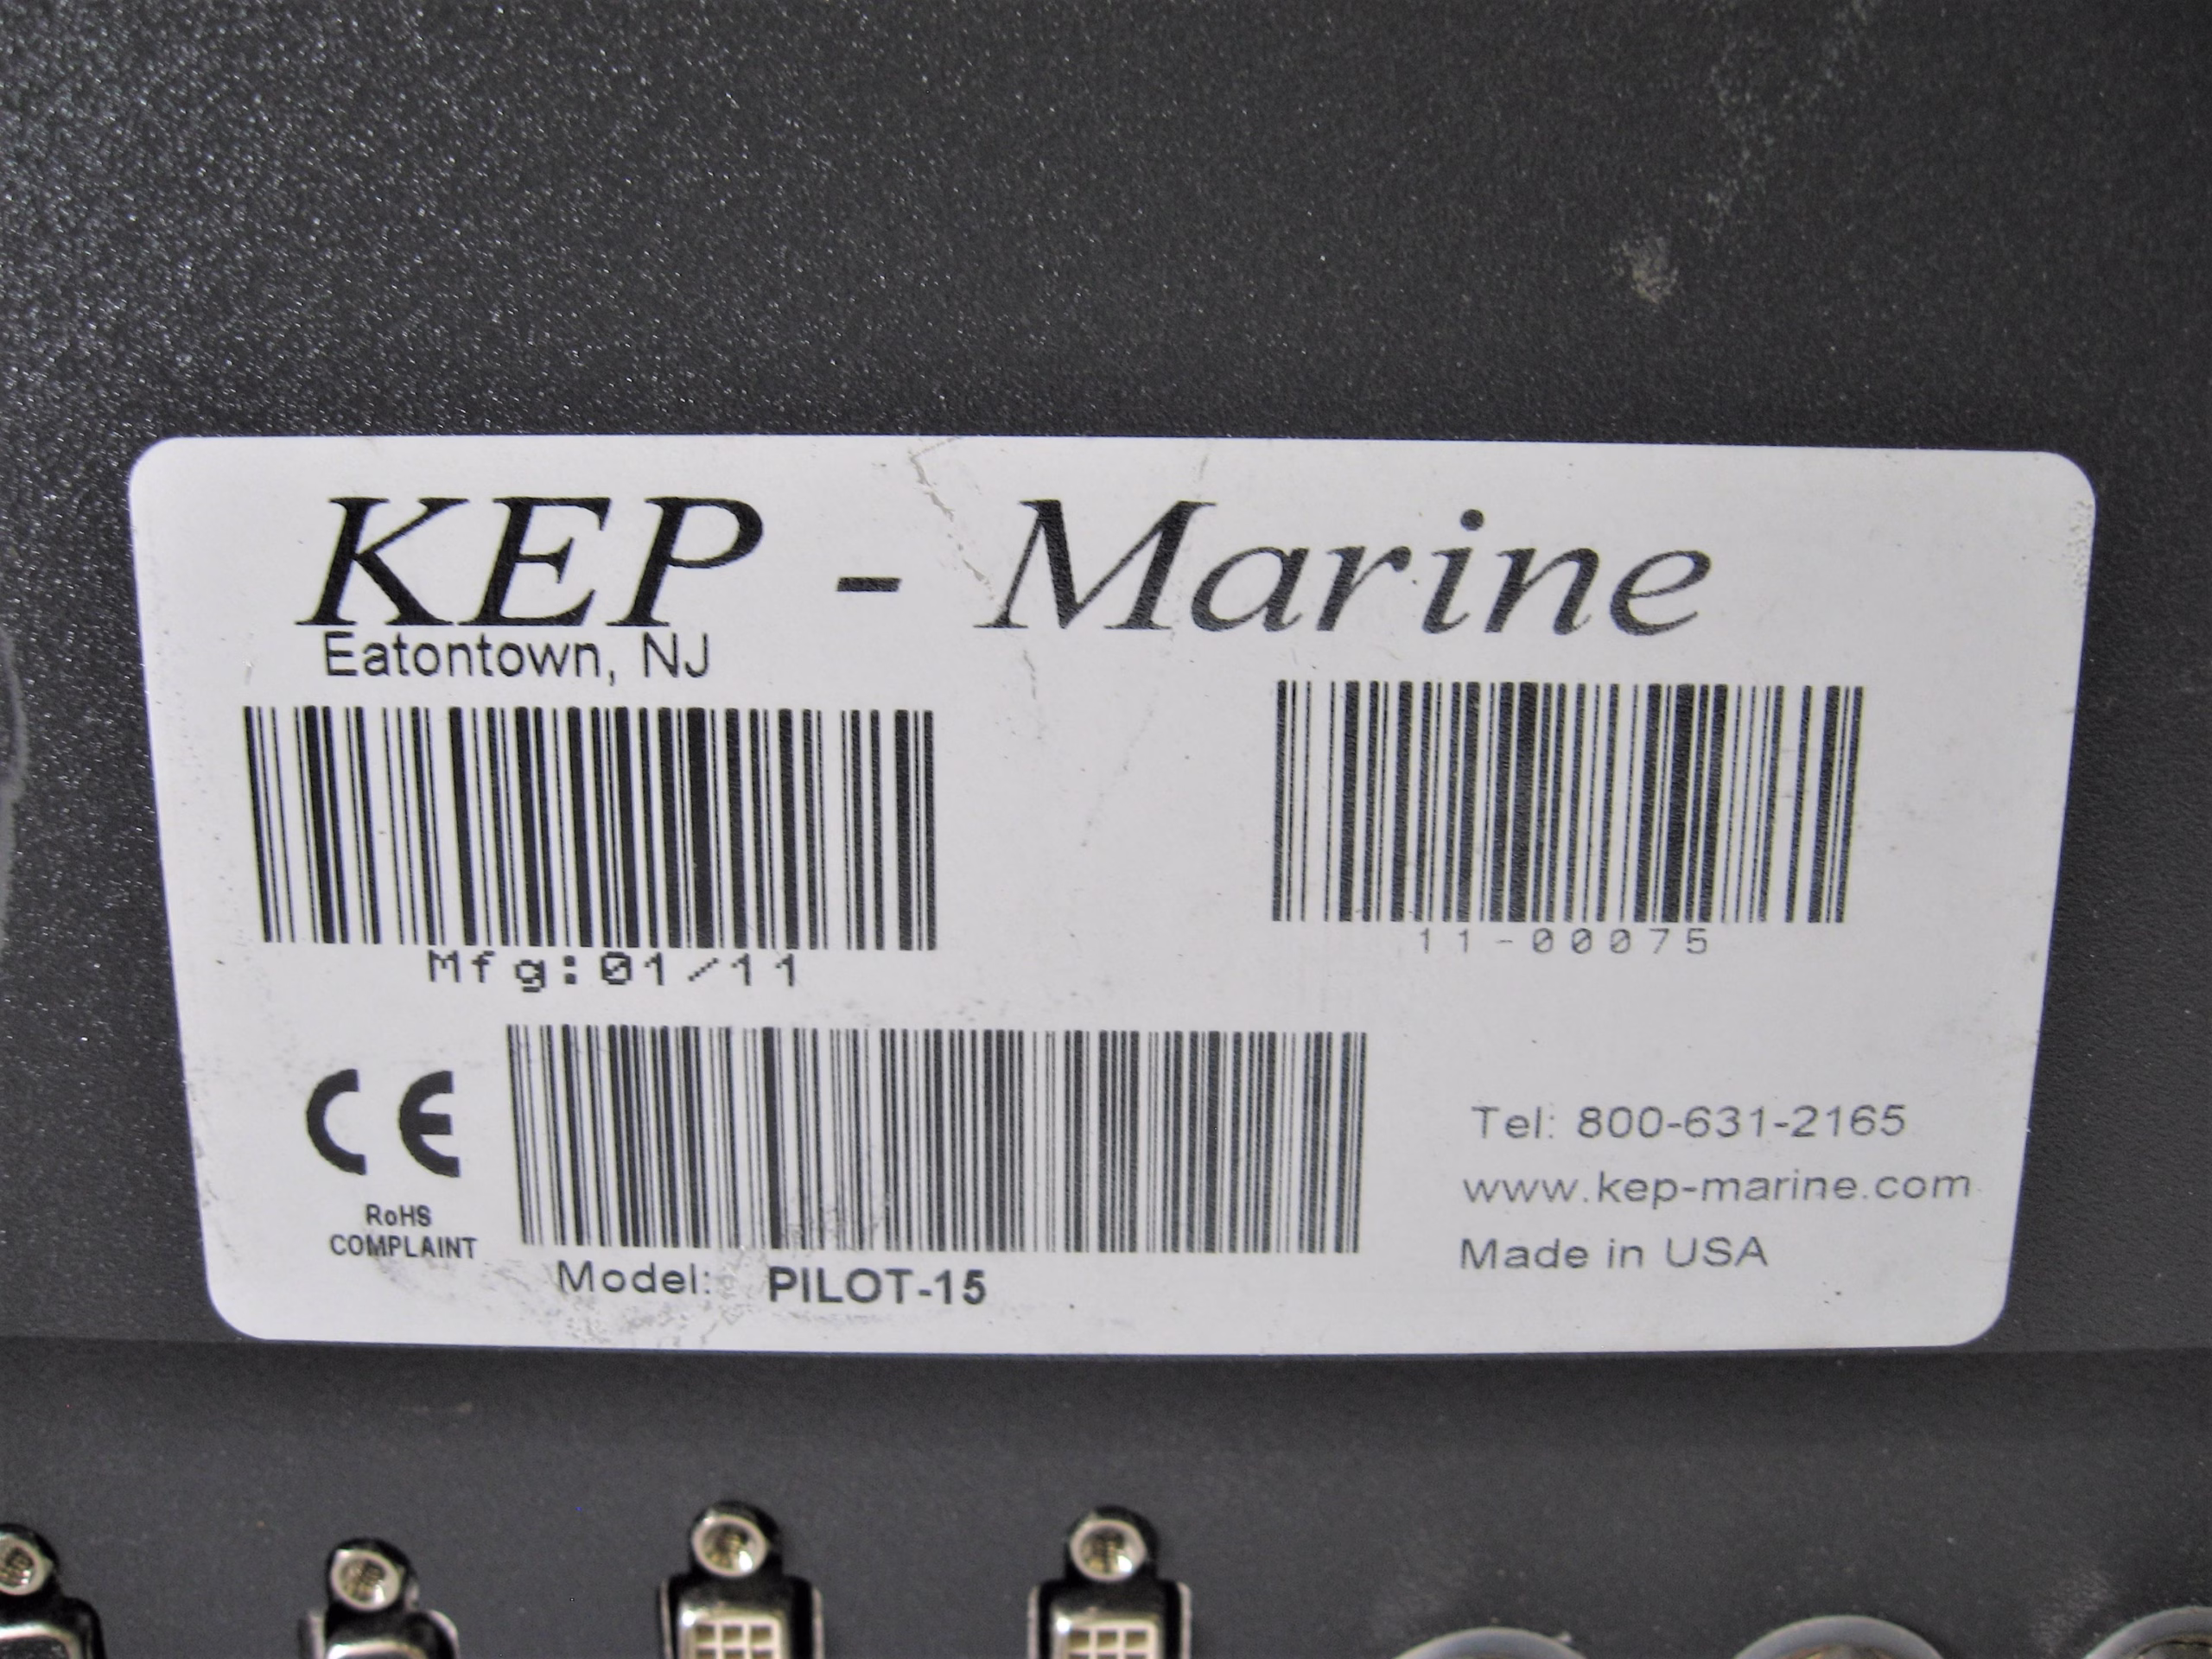 KEP - Marine
Eatontown, NJ
Mfg:01/11
11-00075
CE
RoHS
COMPLAINT
Model: PILOT-15
Tel: 800-631-2165
www.kep-marine.com
Made in USA